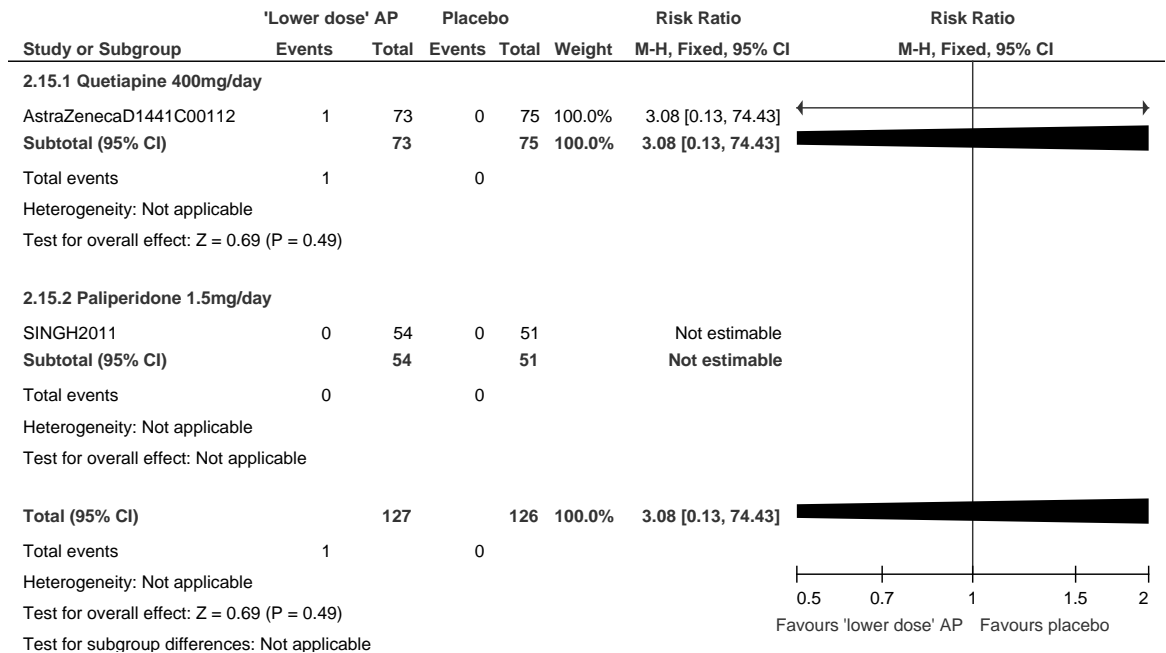 'Lower dose' AP Placebo Risk Ratio Risk Ratio
Study or Subgroup Events Total Events Total Weight M-H, Fixed, 95% CI M-H, Fixed, 95% CI
2.15.1 Quetiapine 400mg/day
AstraZenecaD1441C00112 1 73 0 75 100.0% 3.08 [0.13, 74.43]
Subtotal (95% CI) 73 75 100.0% 3.08 [0.13, 74.43]
Total events 1 0
Heterogeneity: Not applicable
Test for overall effect: Z = 0.69 (P = 0.49)
2.15.2 Paliperidone 1.5mg/day
SINGH2011 0 54 0 51 Not estimable
Subtotal (95% CI) 54 51 Not estimable
Total events 0 0
Heterogeneity: Not applicable
Test for overall effect: Not applicable
Total (95% CI) 127 126 100.0% 3.08 [0.13, 74.43]
Total events 1 0
Heterogeneity: Not applicable
Test for overall effect: Z = 0.69 (P = 0.49)
Test for subgroup differences: Not applicable
0.5 0.7 1 1.5 2
Favours 'lower dose' AP Favours placebo